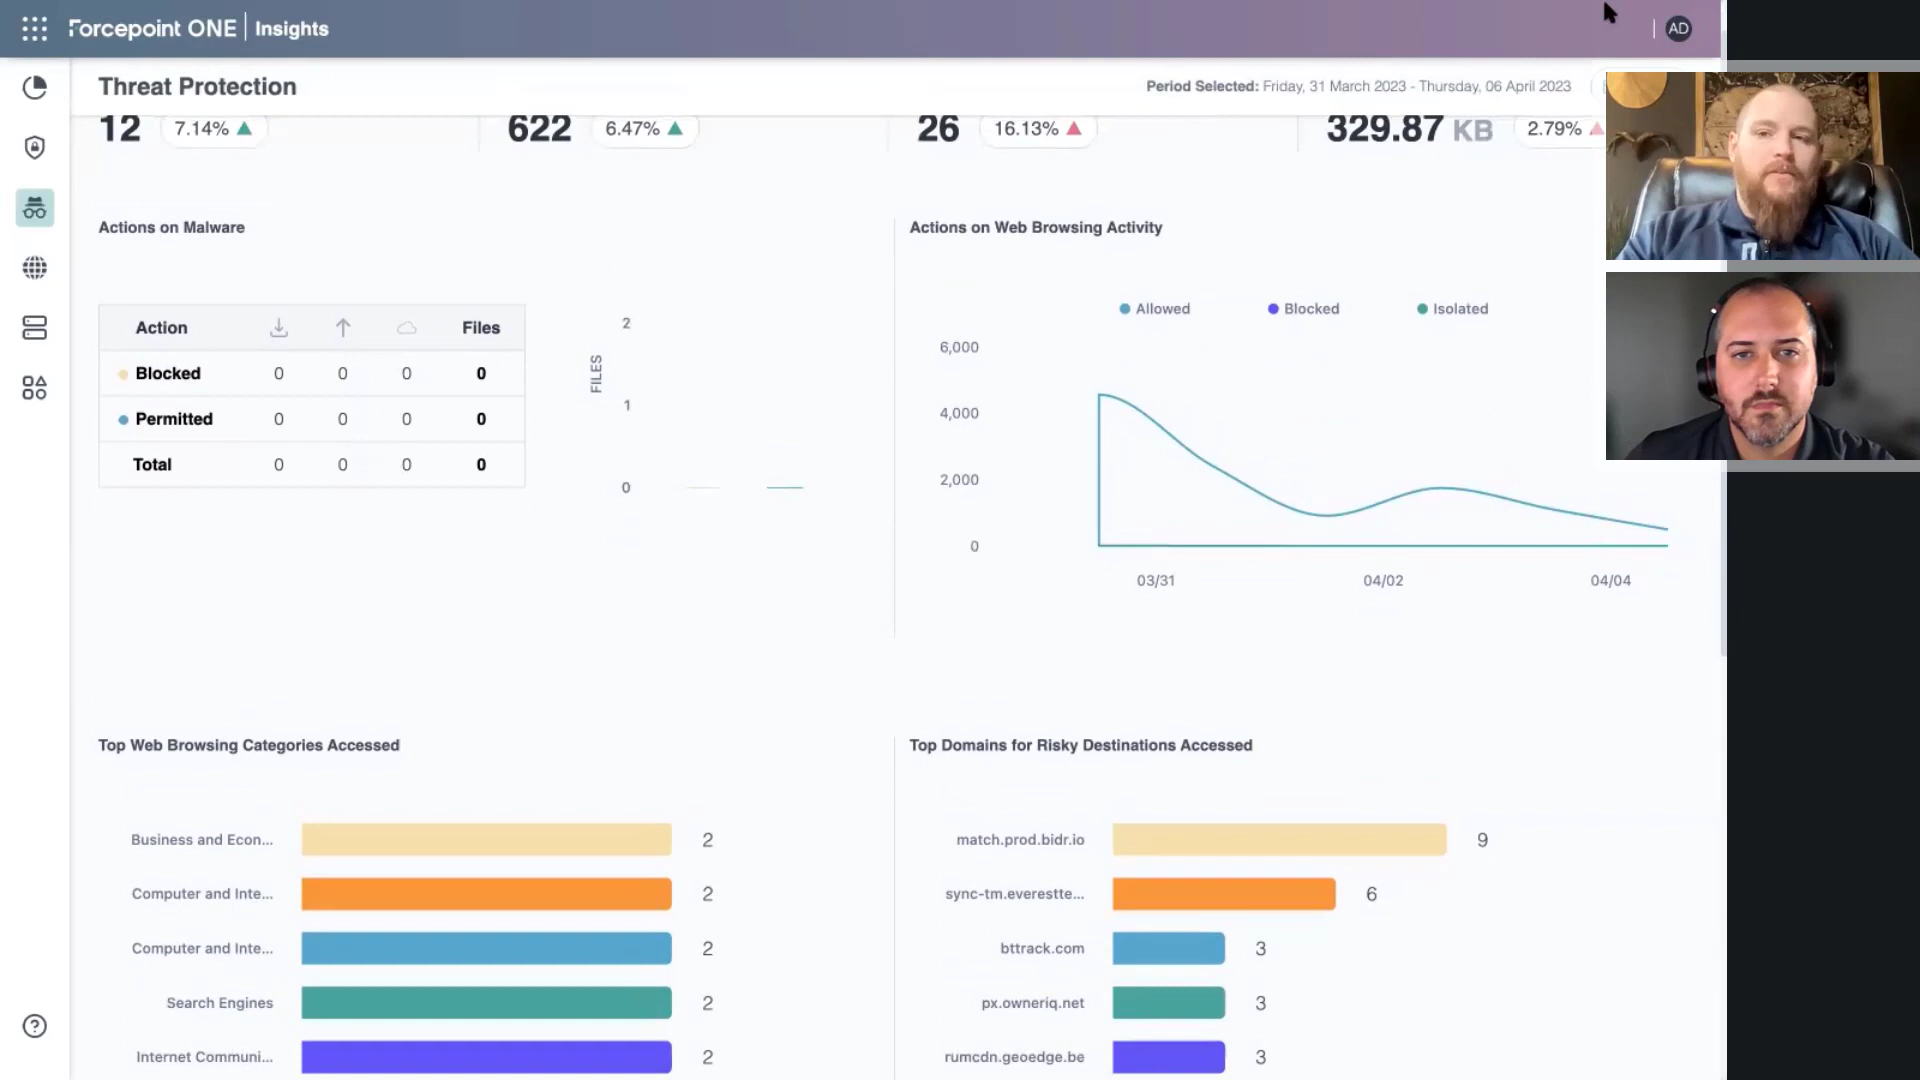 Forcepoint ONE | Insights
AD
Threat Protection
Period Selected: Friday, 31 March 2023 - Thursday, 06 April 2023
12 7.14%
622 6.47%
26 16.13%
329.87 KB 2.79%
Actions on Malware
Action Files
Blocked 0 0 0 0
Permitted 0 0 0 0
Total 0 0 0 0
FILES
2
1
0
Actions on Web Browsing Activity
Allowed Blocked Isolated
6,000
4,000
2,000
0
03/31 04/02 04/04
Top Web Browsing Categories Accessed
Business and Econ... 2
Computer and Inte... 2
Computer and Inte... 2
Search Engines 2
Internet Communi... 2
Top Domains for Risky Destinations Accessed
match.prod.bidr.io 9
sync-tm.everestte... 6
bttrack.com 3
px.owneriq.net 3
rumcdn.geoedge.be 3